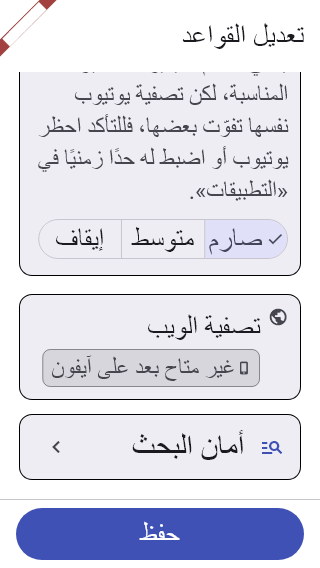 تعديل القواعد
المناسبة، لكن تصفية يوتيوب
نفسها تفوّت بعضها، فللتأكد احظر
يوتيوب أو اضبط له حدًا زمنيًا في
«التطبيقات».
صارم
متوسط
إيقاف
تصفية الويب
غير متاح بعد على آيفون
أمان البحث
حفظ